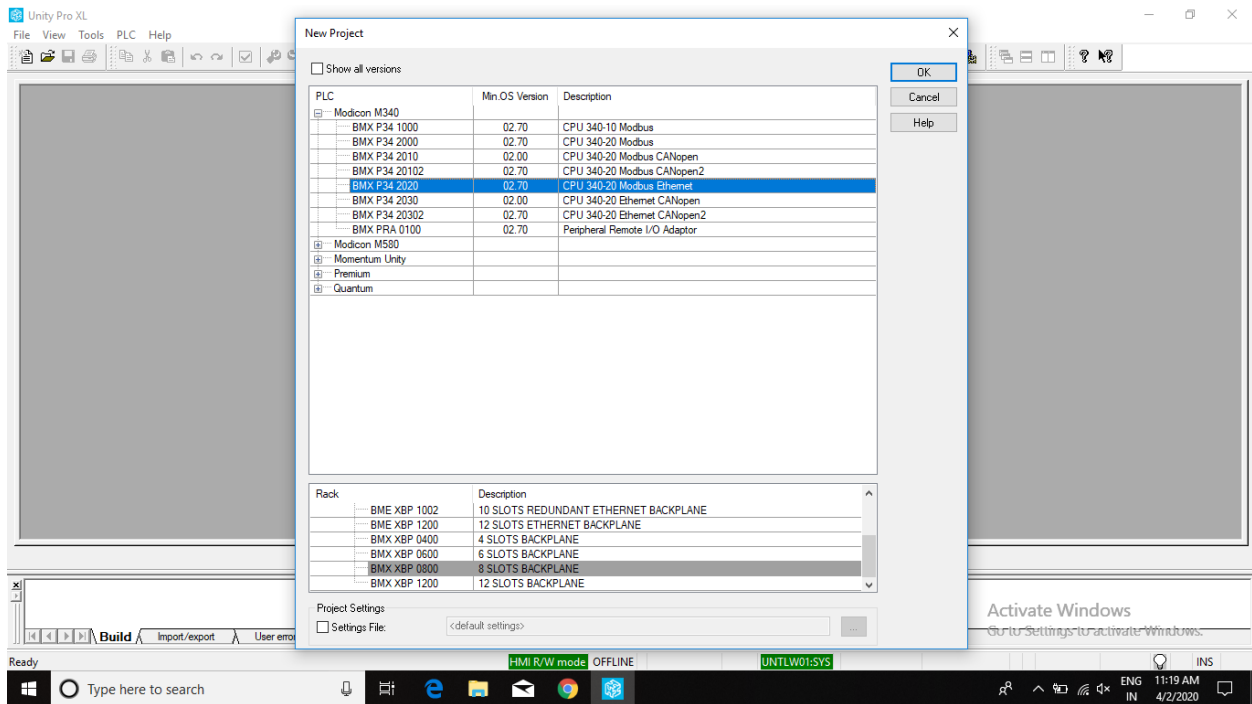 Unity Pro XL
File View Tools PLC Help
New Project
Show all versions
OK
Cancel
Help
PLC Min.OS Version Description
Modicon M340
BMX P34 1000 02.70 CPU 340-10 Modbus
BMX P34 2000 02.70 CPU 340-20 Modbus
BMX P34 2010 02.00 CPU 340-20 Modbus CANopen
BMX P34 20102 02.70 CPU 340-20 Modbus CANopen2
BMX P34 2020 02.70 CPU 340-20 Modbus Ethernet
BMX P34 2030 02.00 CPU 340-20 Ethernet CANopen
BMX P34 20302 02.70 CPU 340-20 Ethernet CANopen2
BMX PRA 0100 02.70 Peripheral Remote I/O Adaptor
Modicon M580
Momentum Unity
Premium
Quantum
Rack Description
BME XBP 1002 10 SLOTS REDUNDANT ETHERNET BACKPLANE
BME XBP 1200 12 SLOTS ETHERNET BACKPLANE
BMX XBP 0400 4 SLOTS BACKPLANE
BMX XBP 0600 6 SLOTS BACKPLANE
BMX XBP 0800 8 SLOTS BACKPLANE
BMX XBP 1200 12 SLOTS BACKPLANE
Project Settings
Settings File: <default settings> ...
Activate Windows
Go to Settings to activate Windows.
Build Import/export User erro
Ready HMI R/W mode OFFLINE UNTLW01:SYS INS
Type here to search
ENG 11:19 AM
IN 4/2/2020